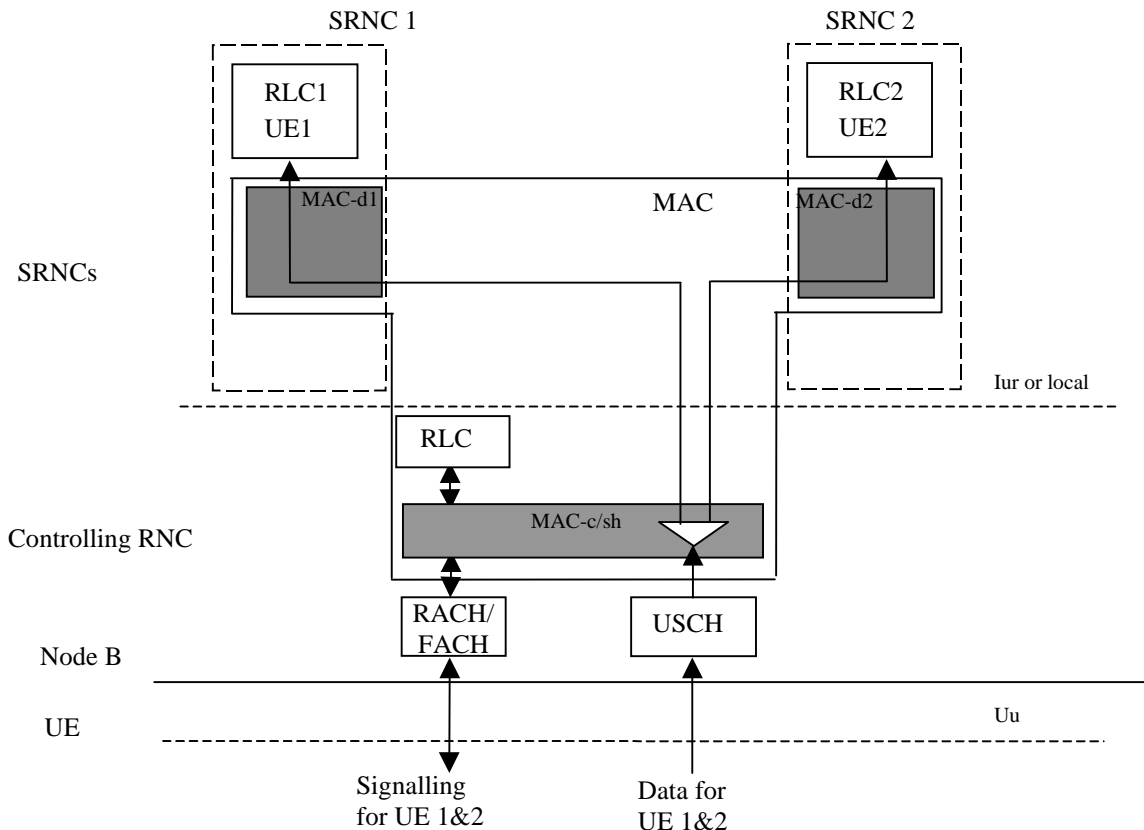 SRNC 1
SRNC 2
RLC1
UE1
RLC2
UE2
MAC-d1
MAC
MAC-d2
SRNCs
Iur or local
RLC
MAC-c/sh
Controlling RNC
RACH/
FACH
USCH
Node B
UE
Uu
Signalling
for UE 1&2
Data for
UE 1&2